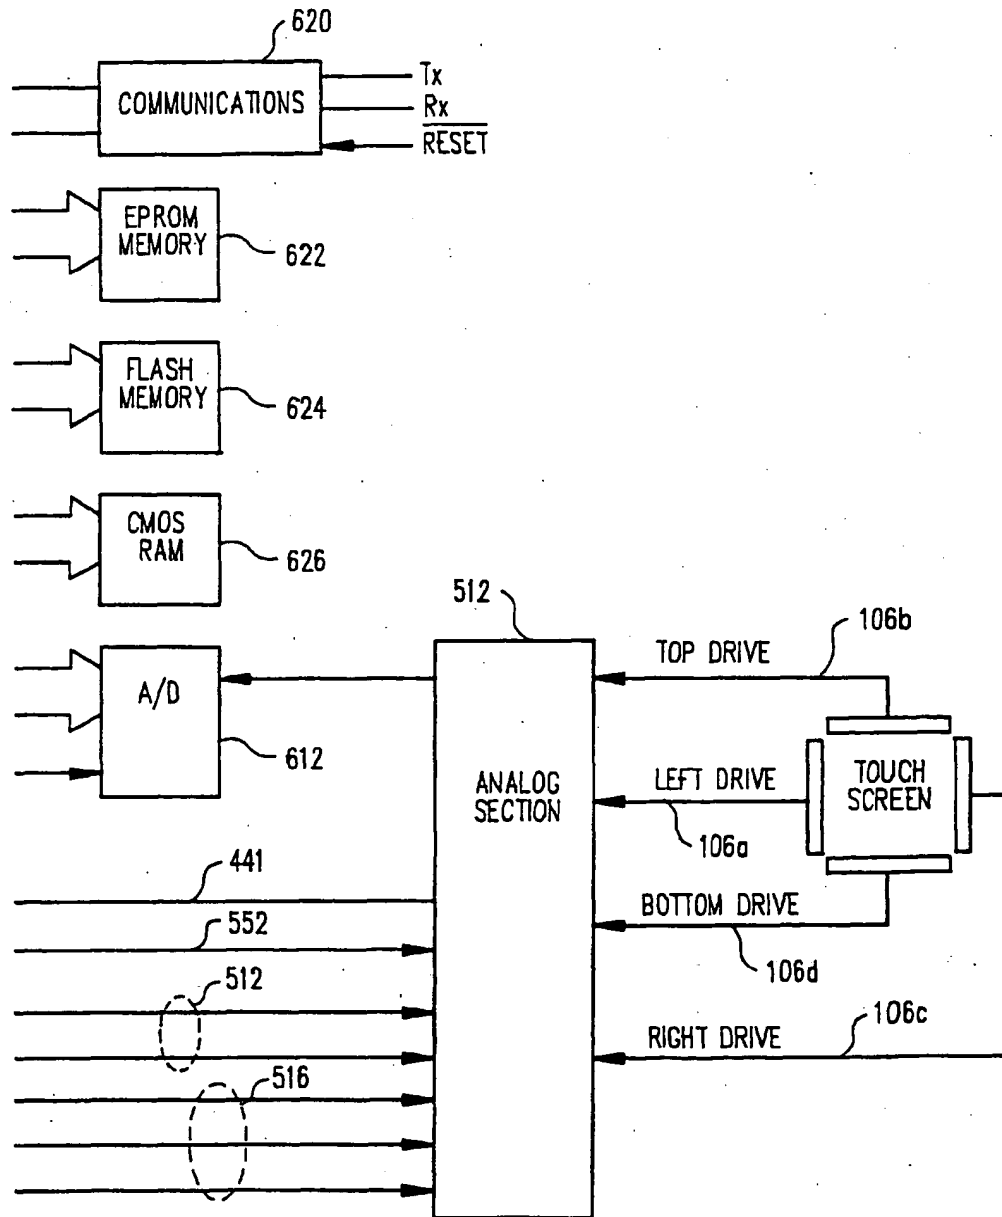 620
COMMUNICATIONS
Tx
Rx
RESET
EPROM
MEMORY
622
FLASH
MEMORY
624
CMOS
RAM
626
512
106b
TOP DRIVE
A/D
612
ANALOG
SECTION
LEFT DRIVE
TOUCH
SCREEN
106a
441
BOTTOM DRIVE
552
106d
512
106c
RIGHT DRIVE
516